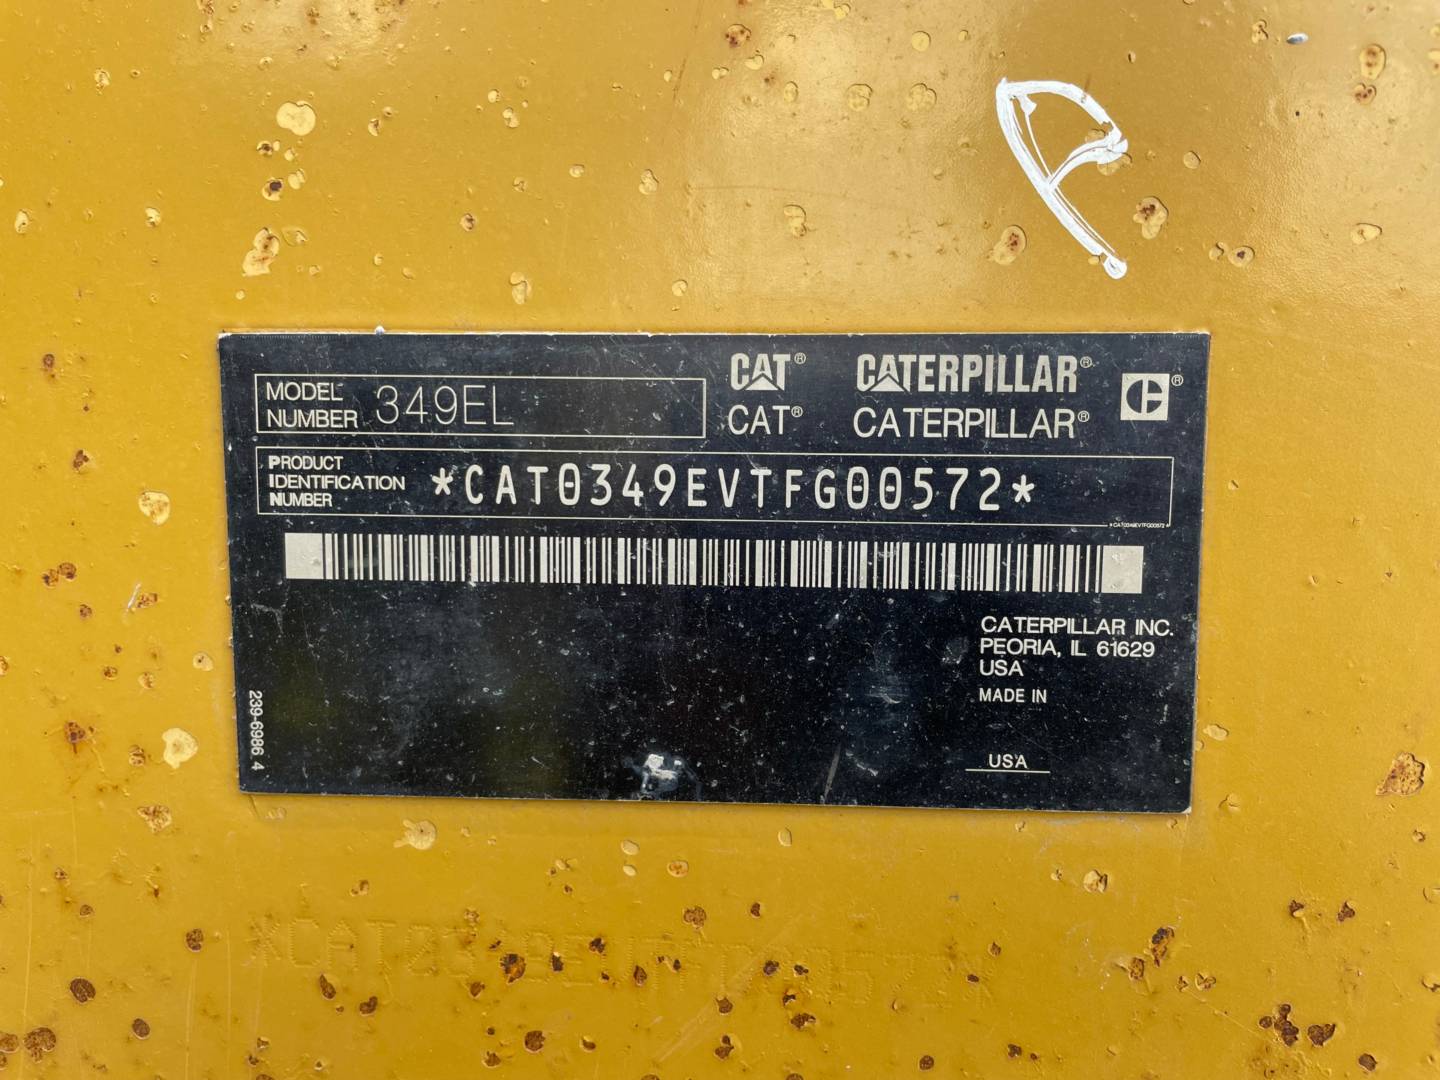 P
MODEL
NUMBER 349EL
CAT® CATERPILLAR®
CAT® CATERPILLAR®
C®
PRODUCT
IDENTIFICATION
NUMBER
*CAT0349EVTFG00572*
*CAT0349EVTFG00572*
CATERPILLAR INC.
PEORIA, IL 61629
USA
MADE IN
USA
239-6986 4